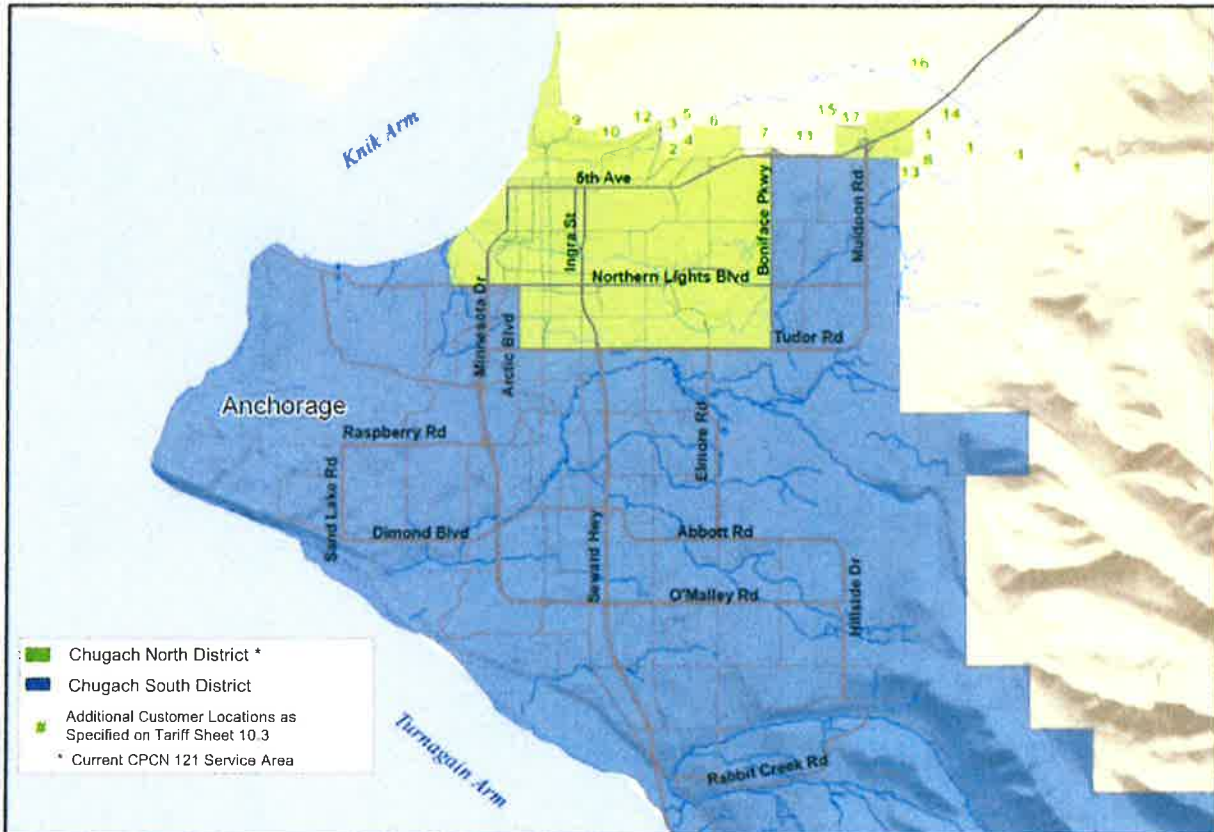 16
9
10
12
3
5
4
2
6
7
11
15
17
14
1
8
13
1
1
1
Knik Arm
5th Ave
Ingra St
Boniface Pkwy
Muldoon Rd
Northern Lights Blvd
Minnesota Dr
Arctic Blvd
Tudor Rd
Anchorage
Raspberry Rd
Elmore Rd
Sand Lake Rd
Dimond Blvd
Seward Hwy
Abbott Rd
O'Malley Rd
Hillside Dr
Rabbit Creek Rd
Turnagain Arm
Chugach North District *
Chugach South District
# Additional Customer Locations as
Specified on Tariff Sheet 10.3
* Current CPCN 121 Service Area